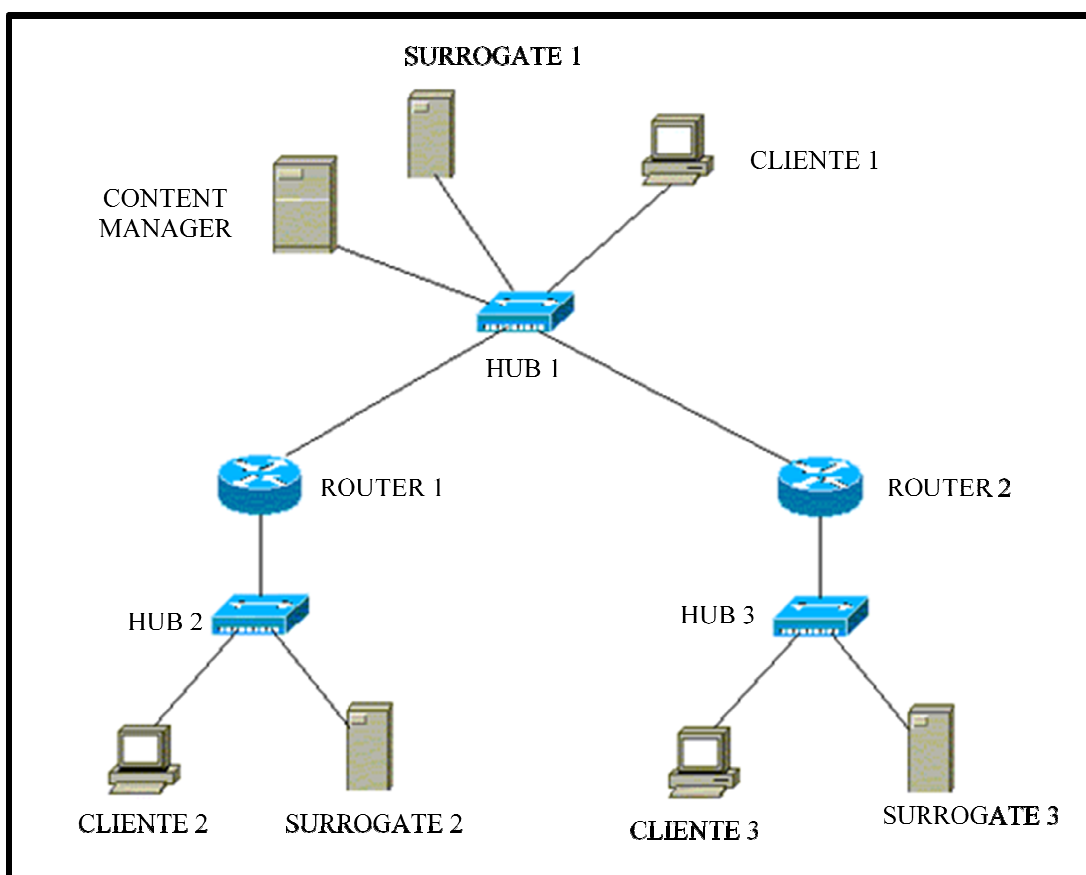 SURROGATE 1
CLIENTE 1
CONTENT
MANAGER
HUB 1
ROUTER 1
ROUTER 2
HUB 2
HUB 3
CLIENTE 2
SURROGATE 2
CLIENTE 3
SURROGATE 3